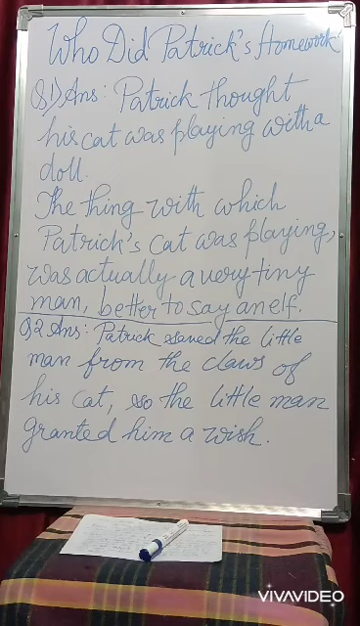 Who Did Patrick's Homework
Q1) Ans: Patrick thought
his cat was playing with a
doll.
The thing with which
Patrick's cat was playing,
was actually a very tiny
man, better to say an elf.
Q2 Ans: Patrick saved the little
man from the claws of
his cat, so the little man
granted him a wish.
VIVAVIDEO